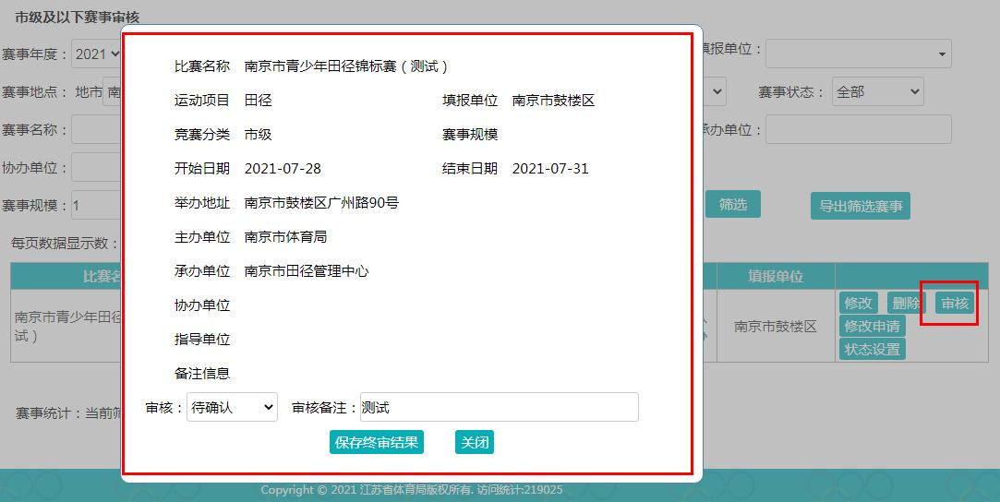 市级及以下赛事审核
赛事年度： 2021
填报单位：
赛事地点： 地市 南
赛事状态： 全部
赛事名称：
承办单位：
协办单位：
赛事规模： 1
筛选 导出筛选赛事
每页数据显示数：
比赛名
填报单位
南京市青少年田径
试）
南京市鼓楼区
修改 删除 审核
修改申请
状态设置
赛事统计：当前筛
比赛名称 南京市青少年田径锦标赛（测试）
运动项目 田径 填报单位 南京市鼓楼区
竞赛分类 市级 赛事规模
开始日期 2021-07-28 结束日期 2021-07-31
举办地址 南京市鼓楼区广州路90号
主办单位 南京市体育局
承办单位 南京市田径管理中心
协办单位
指导单位
备注信息
审核： 待确认 审核备注： 测试
保存终审结果 关闭
Copyright © 2021 江苏省体育局版权所有. 访问统计:219025